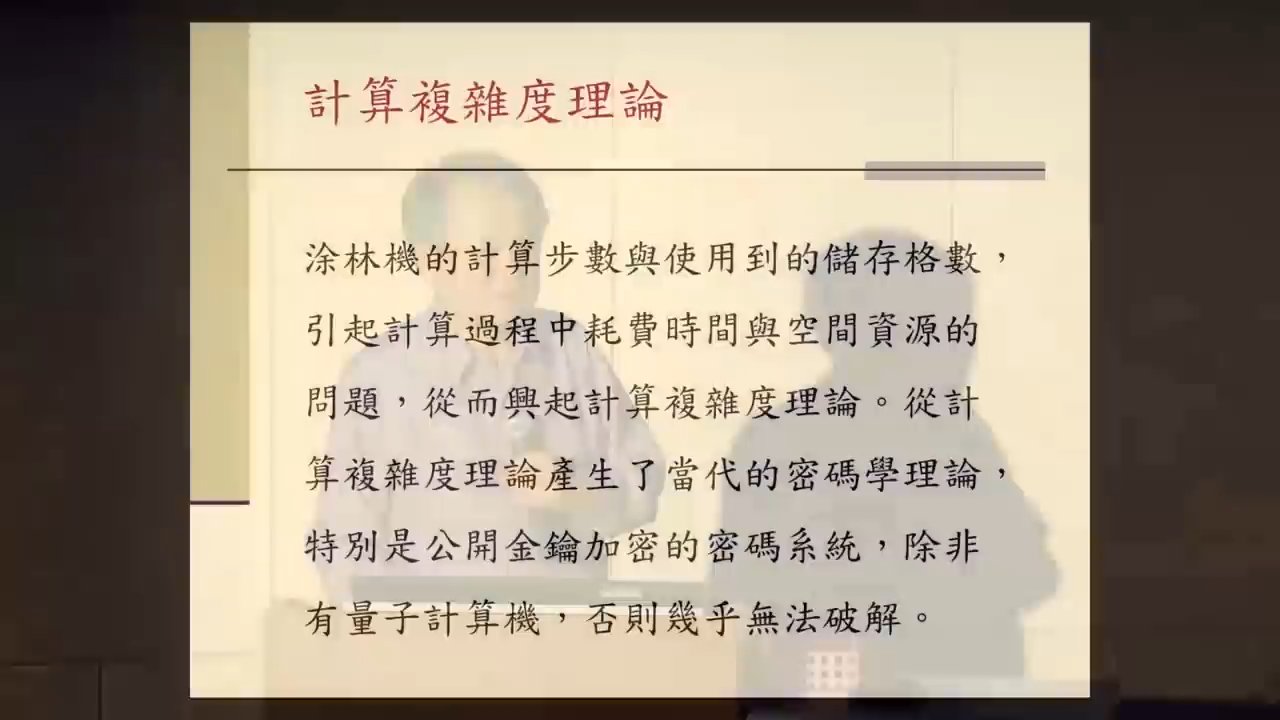 計算複雜度理論
涂林機的計算步數與使用到的儲存格數，
引起計算過程中耗費時間與空間資源的
問題，從而興起計算複雜度理論。從計
算複雜度理論產生了當代的密碼學理論，
特別是公開金鑰加密的密碼系統，除非
有量子計算機，否則幾乎無法破解。